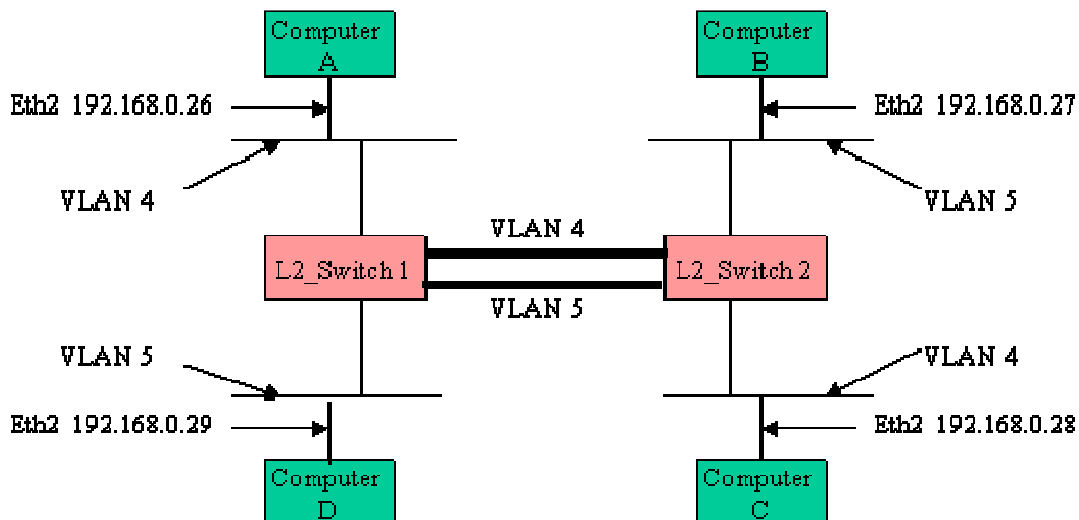 Computer
A
Computer
B
Eth2 192.168.0.26
Eth2 192.168.0.27
VLAN 4
VLAN 5
VLAN 4
L2_Switch 1
L2_Switch 2
VLAN 5
VLAN 5
VLAN 4
Eth2 192.168.0.29
Eth2 192.168.0.28
Computer
D
Computer
C